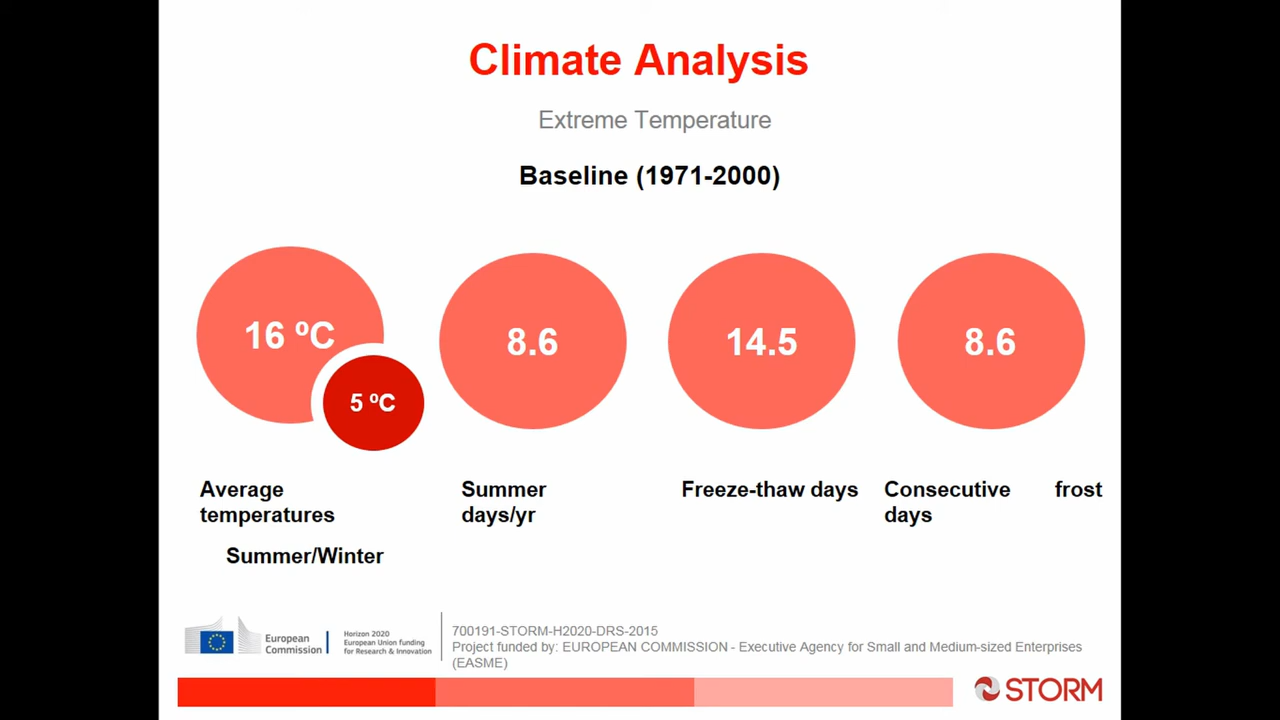 Climate Analysis
Extreme Temperature
Baseline (1971-2000)
16 ºC
5 ºC
8.6
14.5
8.6
Average
temperatures
Summer/Winter
Summer
days/yr
Freeze-thaw days
Consecutive frost
days
European
Commission
Horizon 2020
European Union funding
for Research & Innovation
700191-STORM-H2020-DRS-2015
Project funded by: EUROPEAN COMMISSION - Executive Agency for Small and Medium-sized Enterprises
(EASME)
STORM